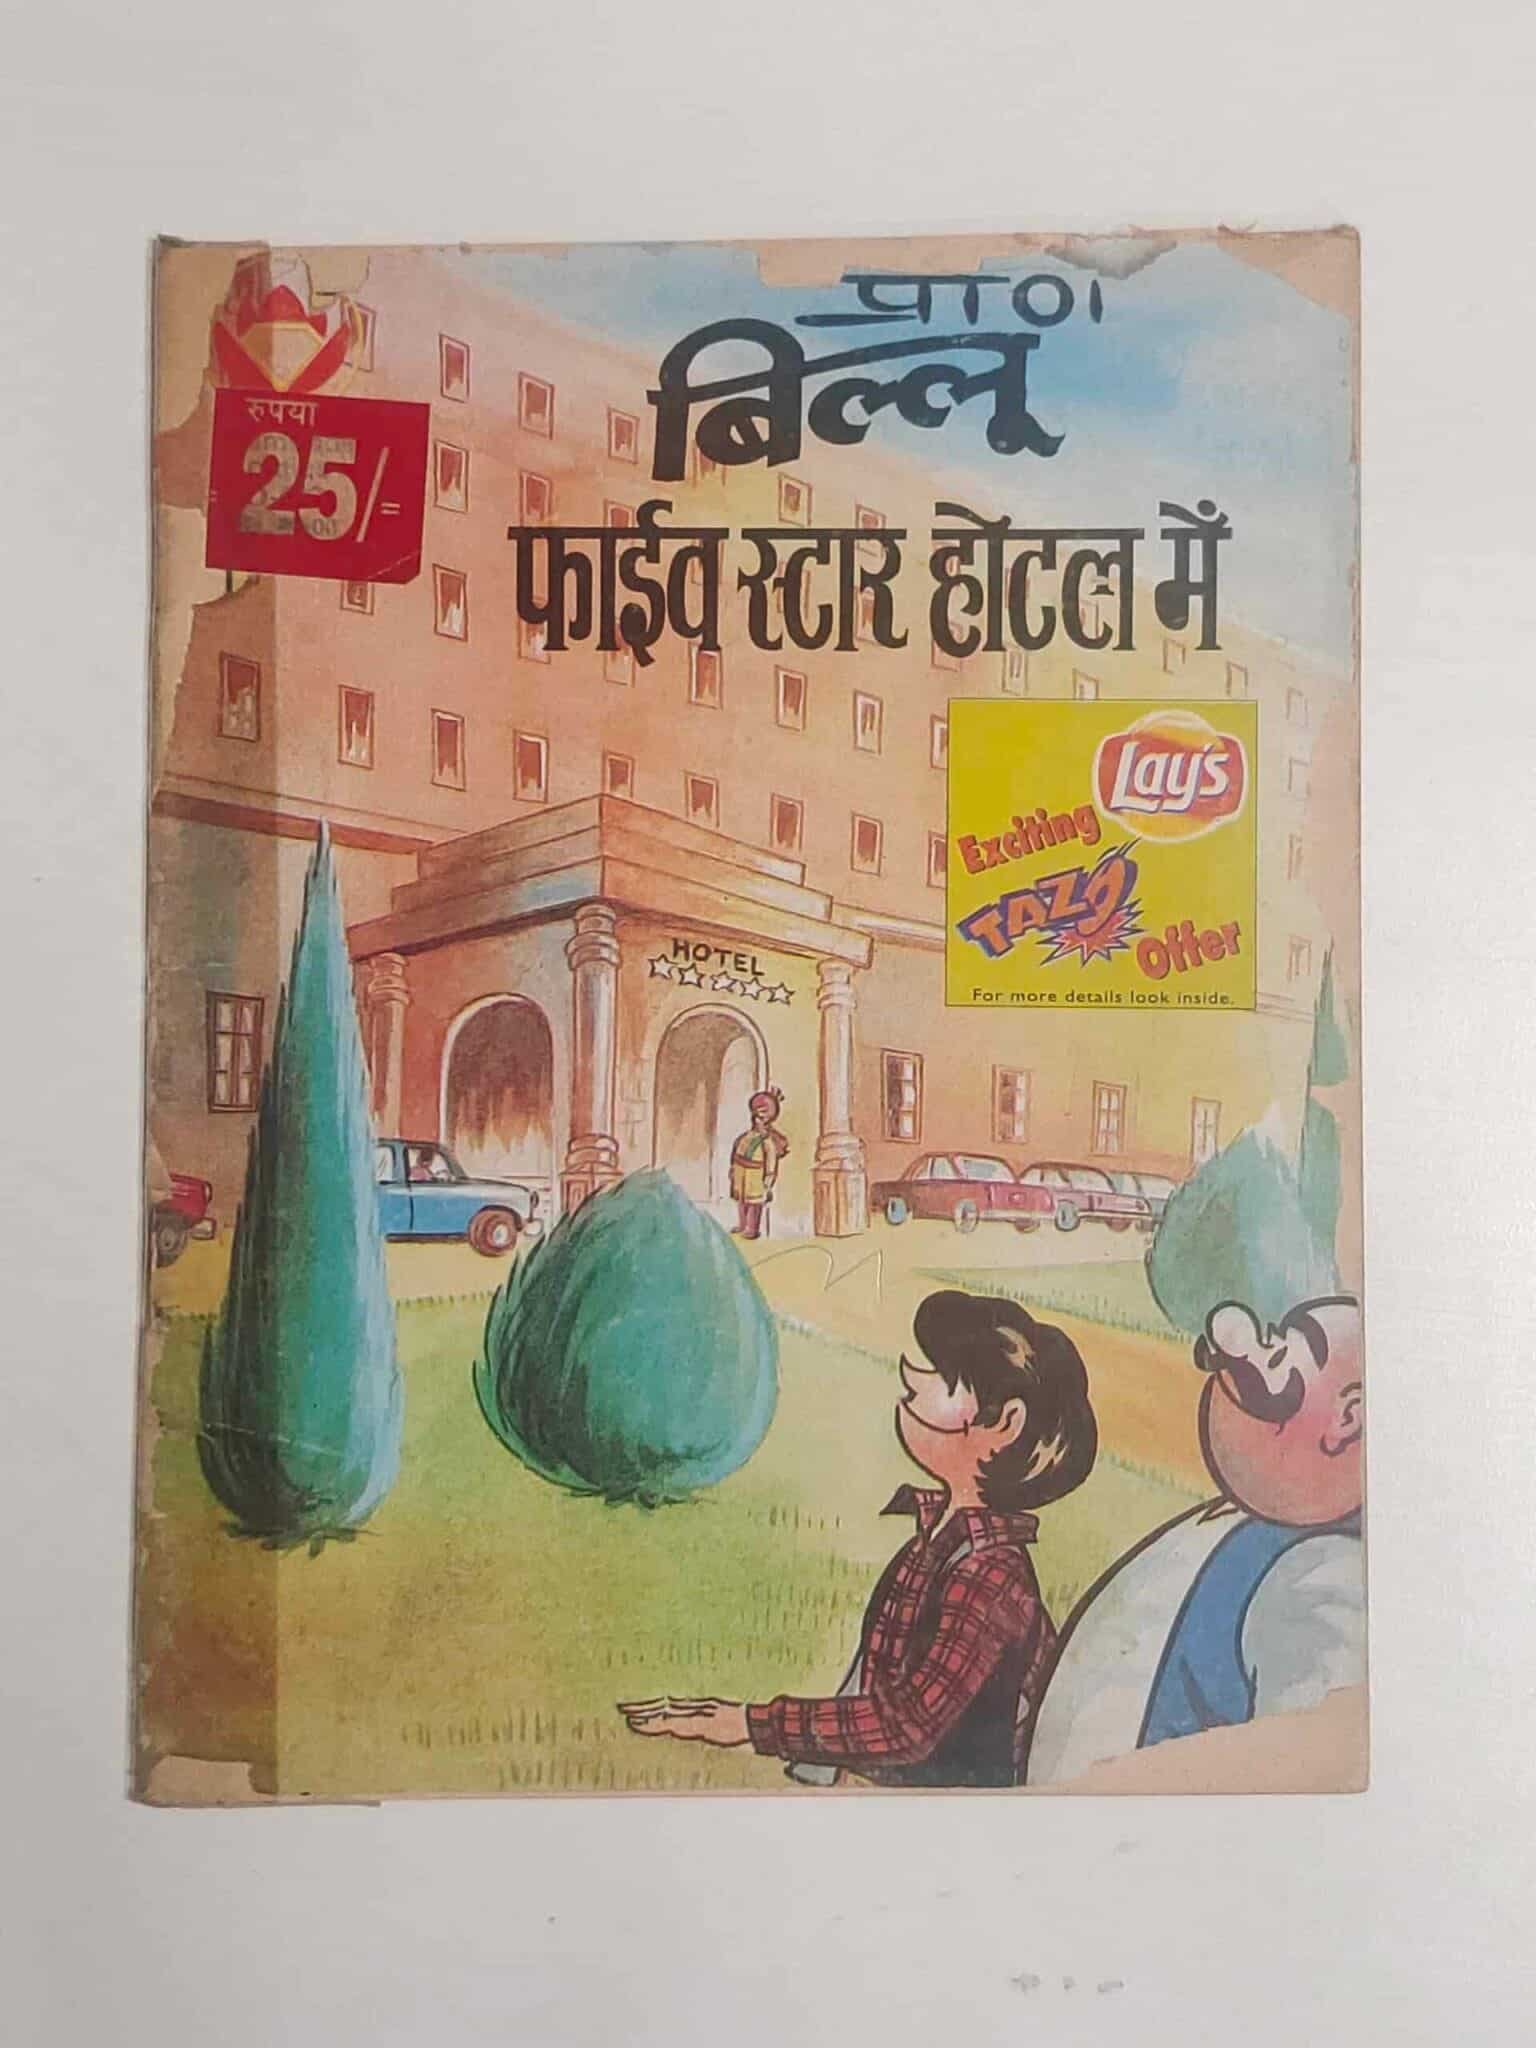 प्राण
बिल्लू
रुपया
25/=
फाईव स्टार होटल में
Lay's
Exciting
TAZO
Offer
For more details look inside.
HOTEL